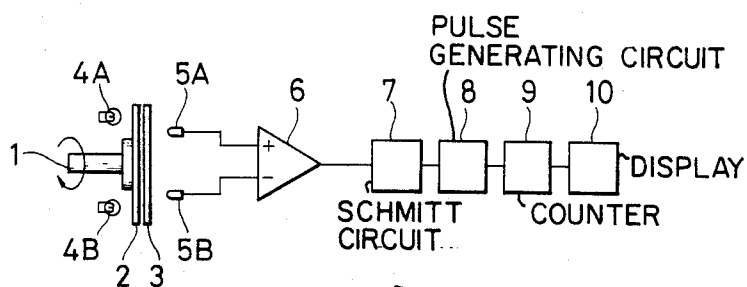 PULSE
GENERATING CIRCUIT
4A 5A 6 7 8 9 10
1
+
−
DISPLAY
SCHMITT
CIRCUIT
COUNTER
4B 2 3 5B